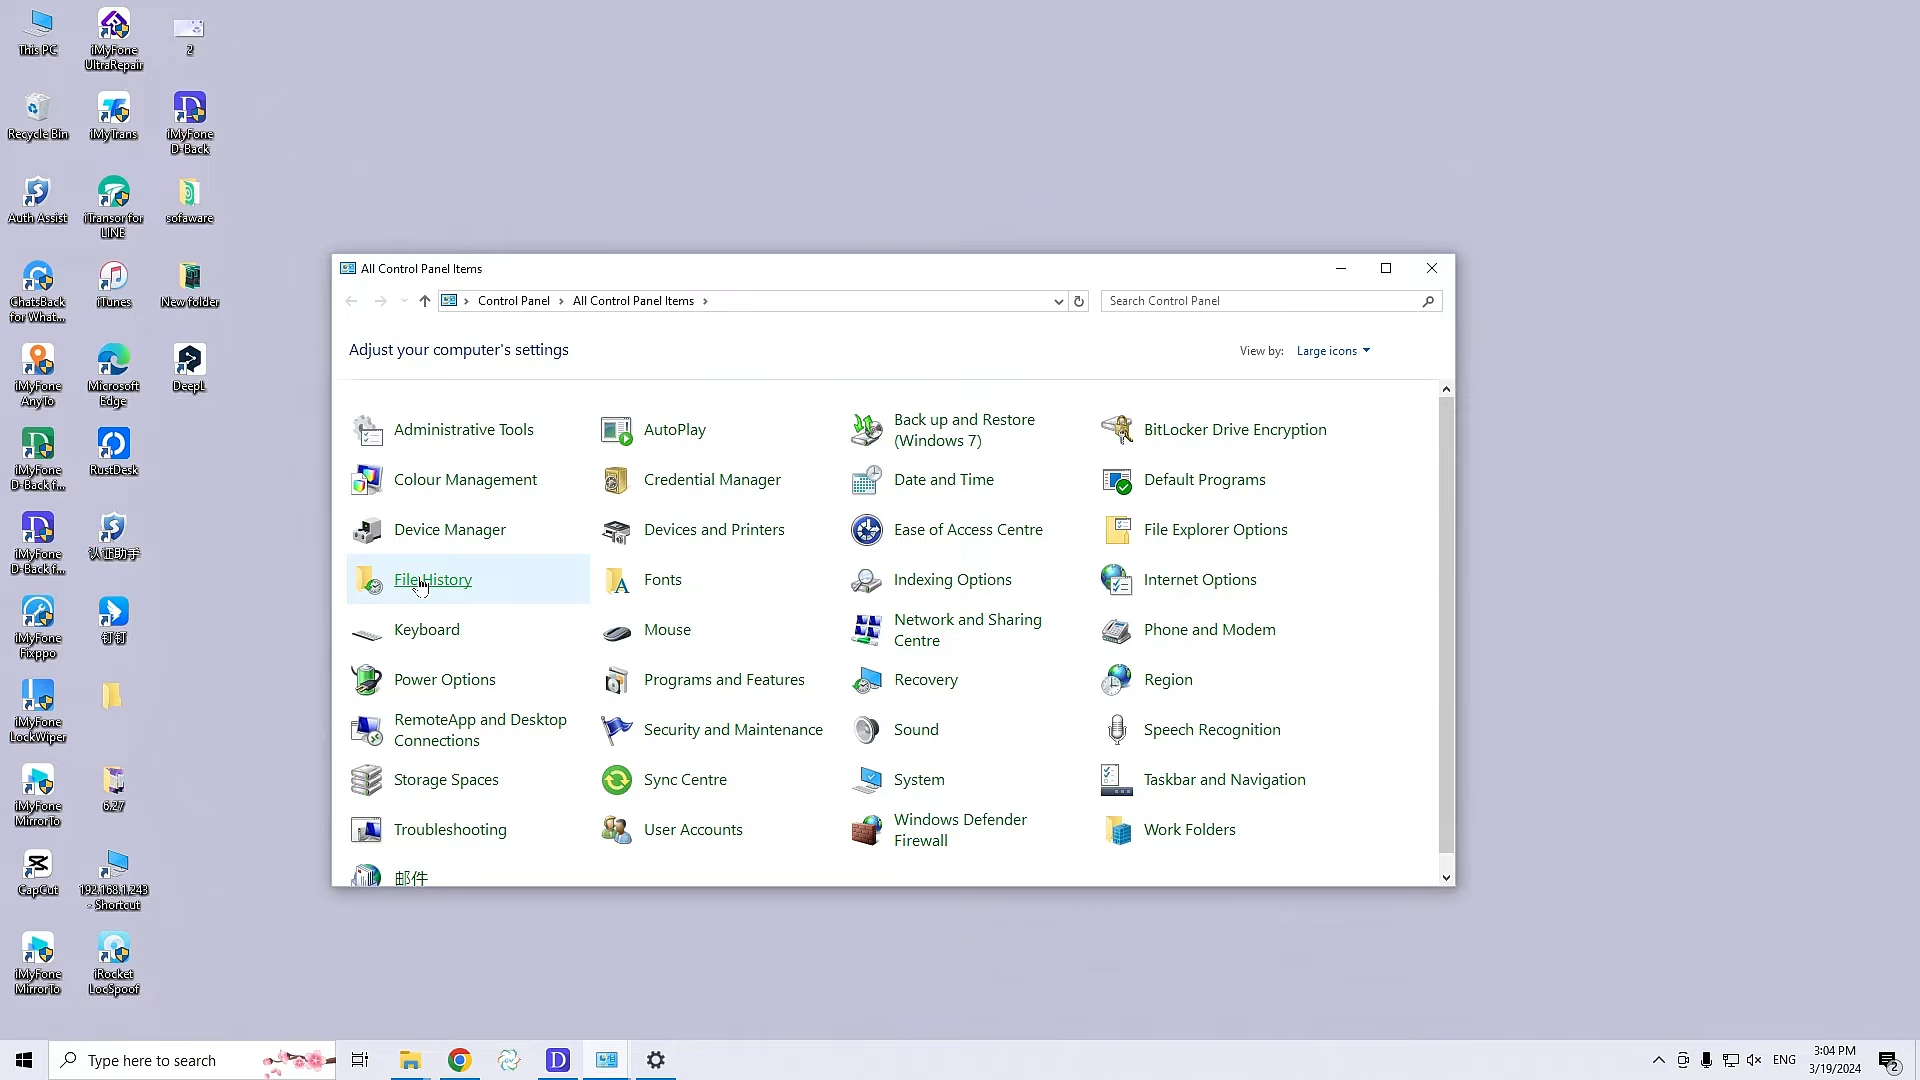 This PC
iMyFone
UltraRepair
2
Recycle Bin
iMyTrans
iMyFone
D-Back
Auth Assist
iTransor for
LINE
sofaware
ChatsBack
for What...
iTunes
New folder
iMyFone
AnyTo
Microsoft
Edge
DeepL
iMyFone
D-Back f...
RustDesk
iMyFone
D-Back f...
认证助手
iMyFone
Fixppo
钉钉
iMyFone
LockWiper
iMyFone
MirrorTo
6.27
CapCut
192.168.1.243
- Shortcut
iMyFone
MirrorTo
iRocket
LocSpoof
All Control Panel Items
Control Panel
All Control Panel Items
Search Control Panel
Adjust your computer's settings
View by:
Large icons
Administrative Tools
AutoPlay
Back up and Restore
(Windows 7)
BitLocker Drive Encryption
Colour Management
Credential Manager
Date and Time
Default Programs
Device Manager
Devices and Printers
Ease of Access Centre
File Explorer Options
File History
Fonts
Indexing Options
Internet Options
Keyboard
Mouse
Network and Sharing
Centre
Phone and Modem
Power Options
Programs and Features
Recovery
Region
RemoteApp and Desktop
Connections
Security and Maintenance
Sound
Speech Recognition
Storage Spaces
Sync Centre
System
Taskbar and Navigation
Troubleshooting
User Accounts
Windows Defender
Firewall
Work Folders
邮件
Type here to search
ENG
3:04 PM
3/19/2024
2